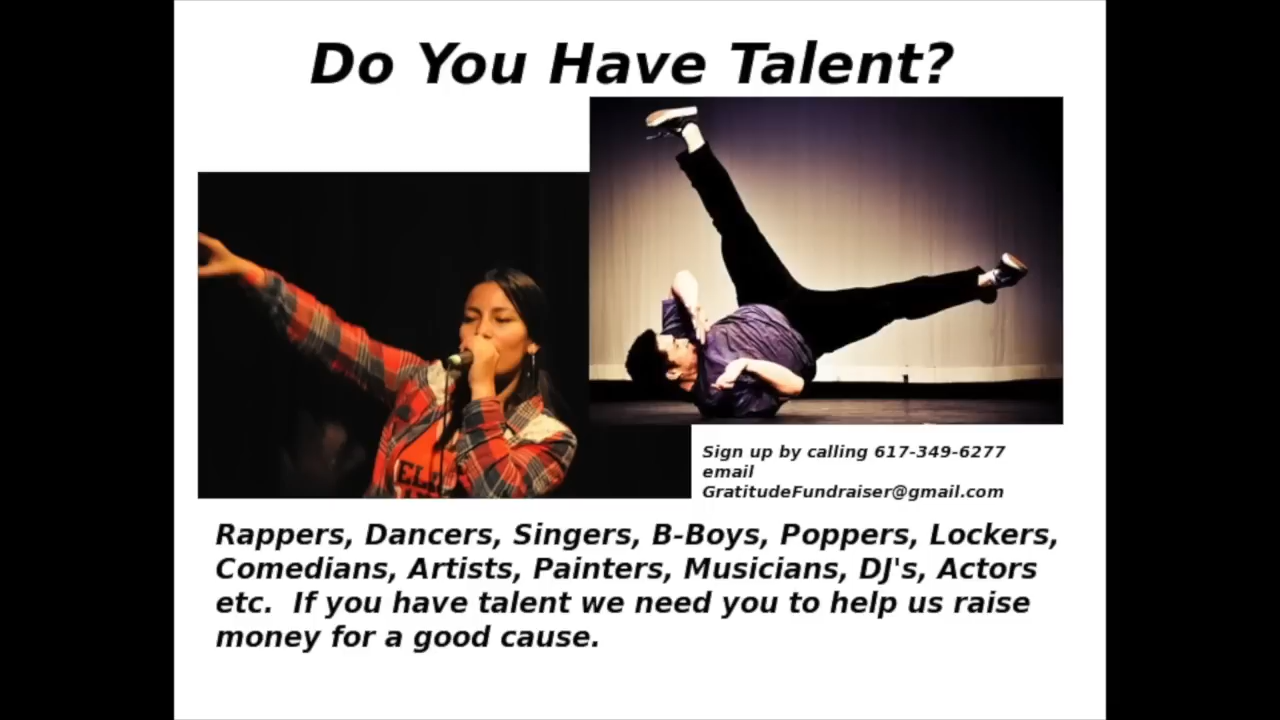 Do You Have Talent?
Sign up by calling 617-349-6277
email
GratitudeFundraiser@gmail.com
Rappers, Dancers, Singers, B-Boys, Poppers, Lockers,
Comedians, Artists, Painters, Musicians, DJ's, Actors
etc.  If you have talent we need you to help us raise
money for a good cause.